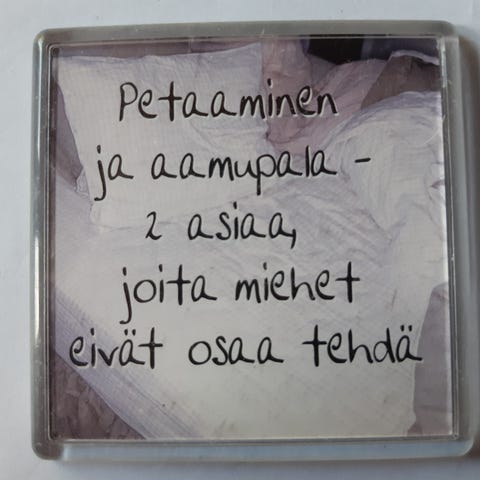 Petaaminen
ja aamupala -
2 asiaa,
joita miehet
eivät osaa tehdä